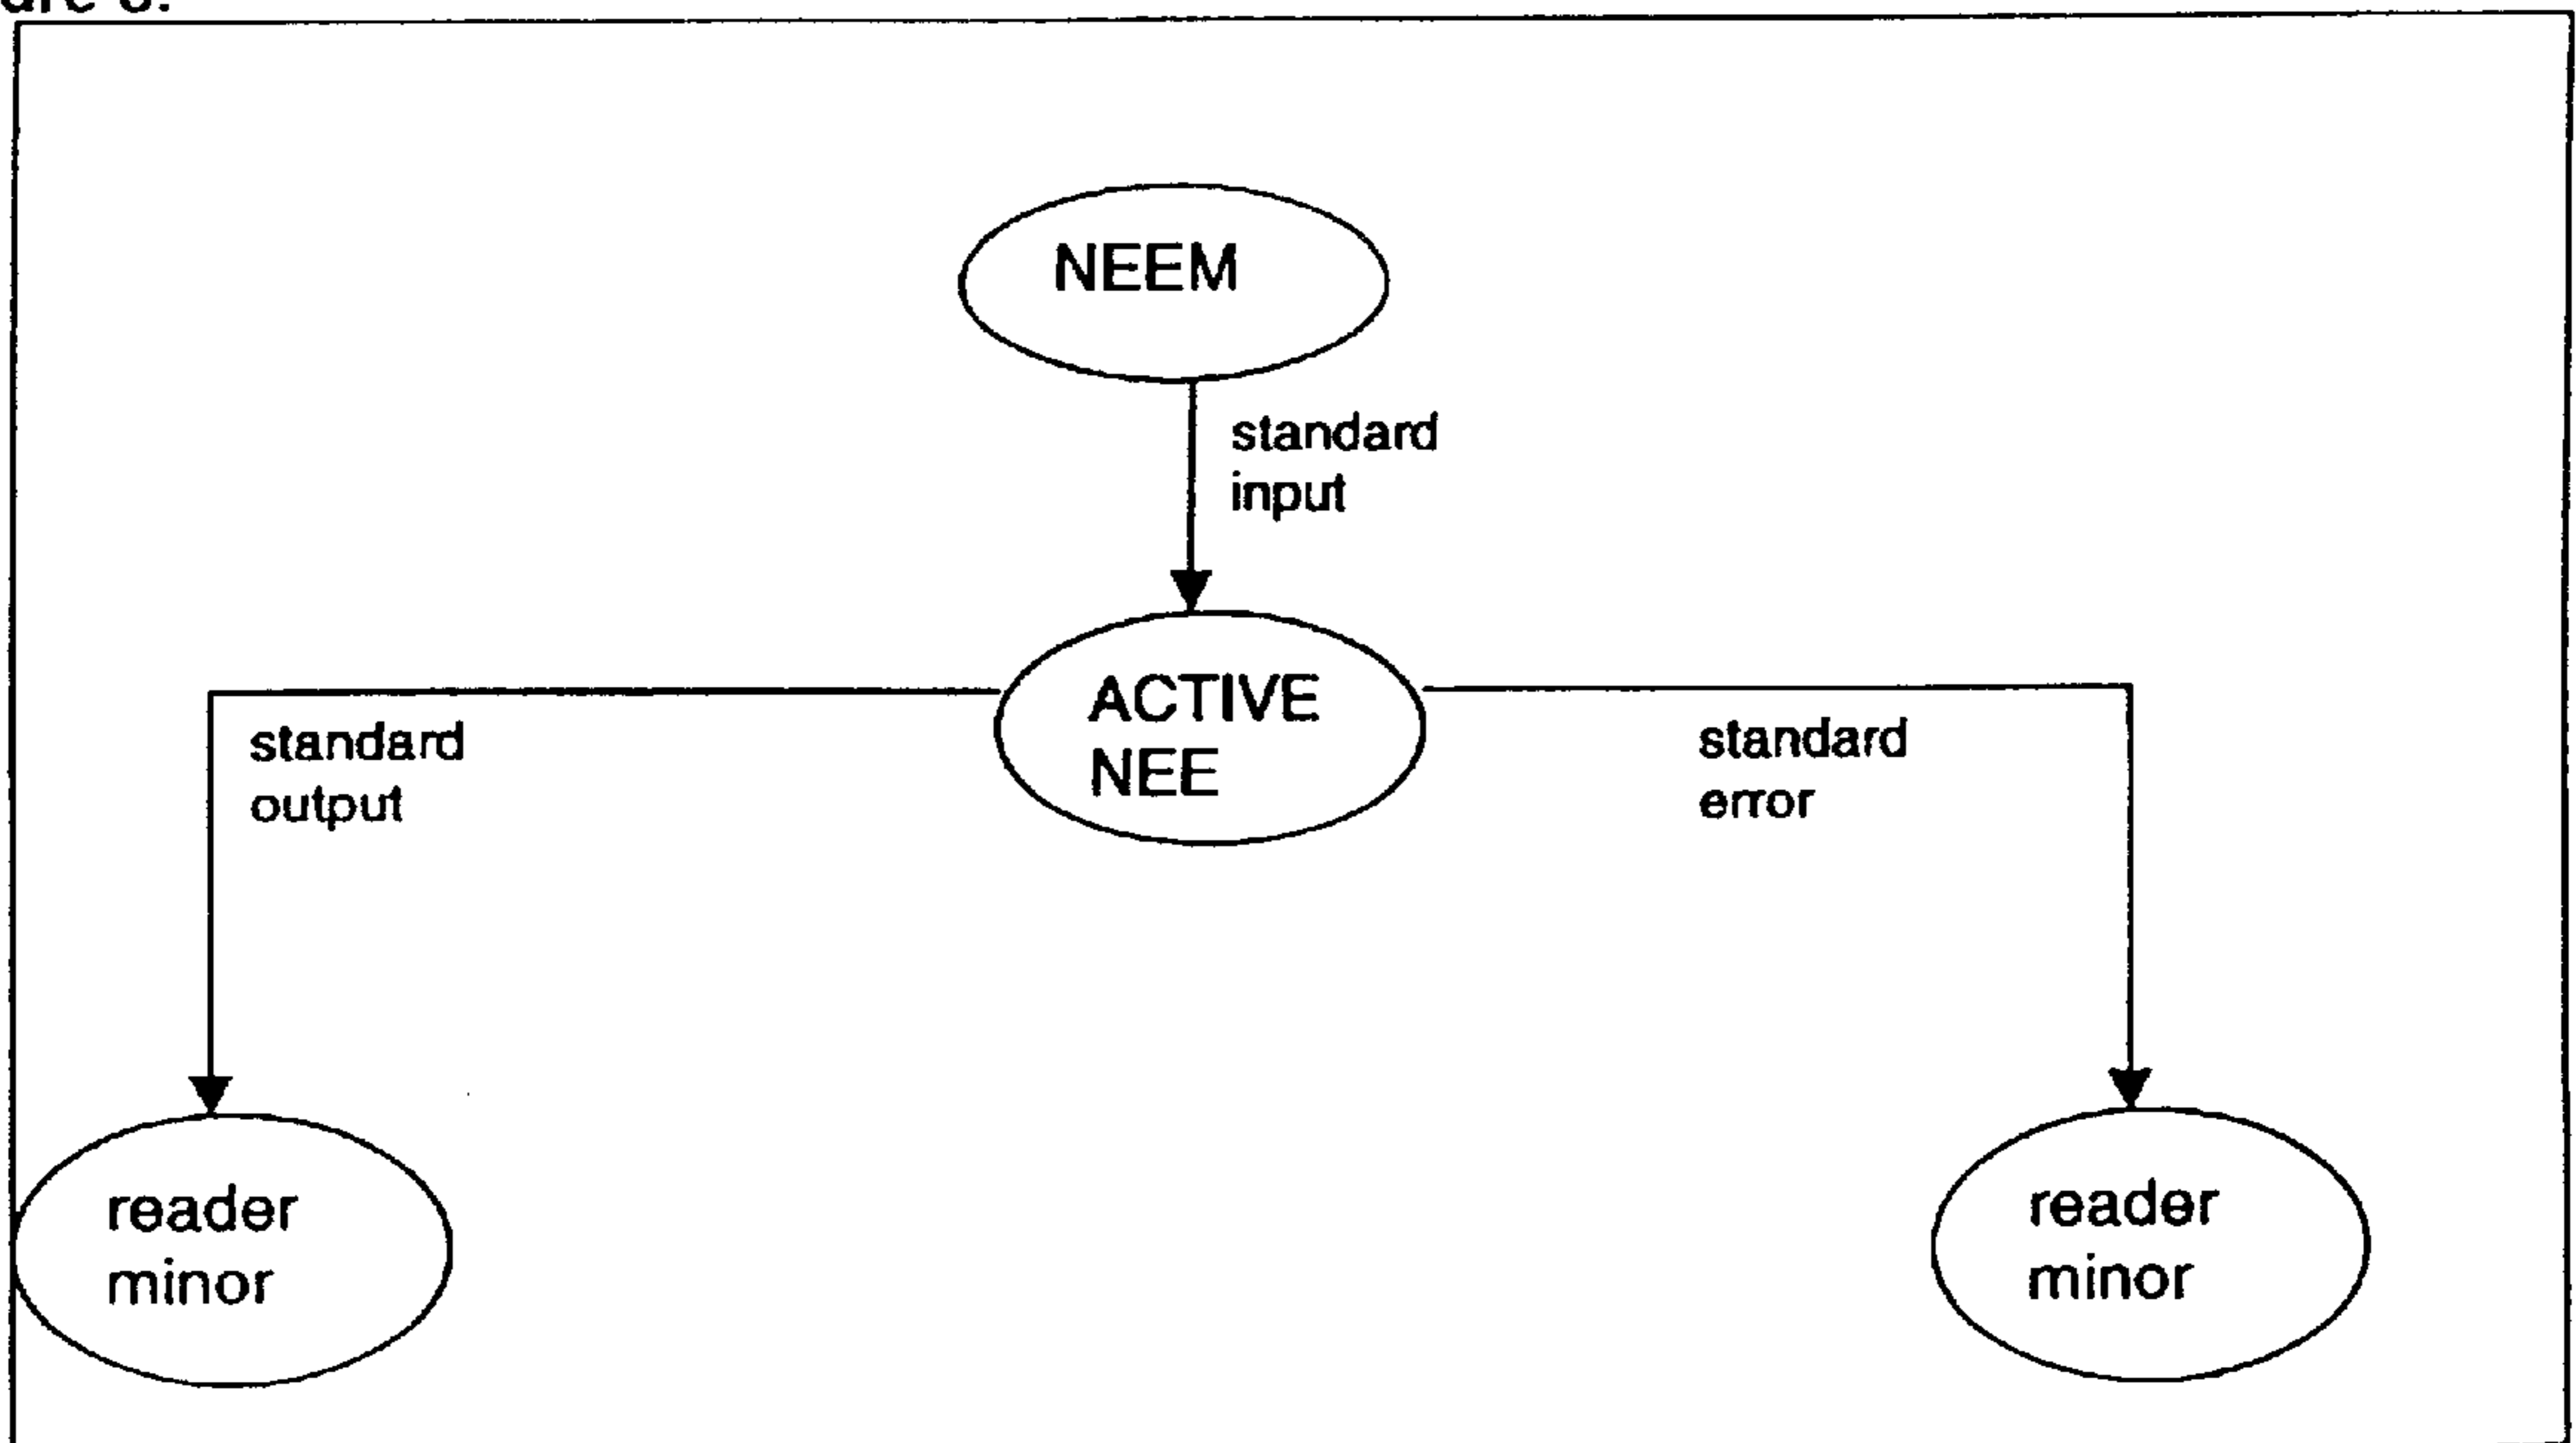 NEEM
standard
input
ACTIVE
NEE
standard
output
standard
error
reader
minor
reader
minor